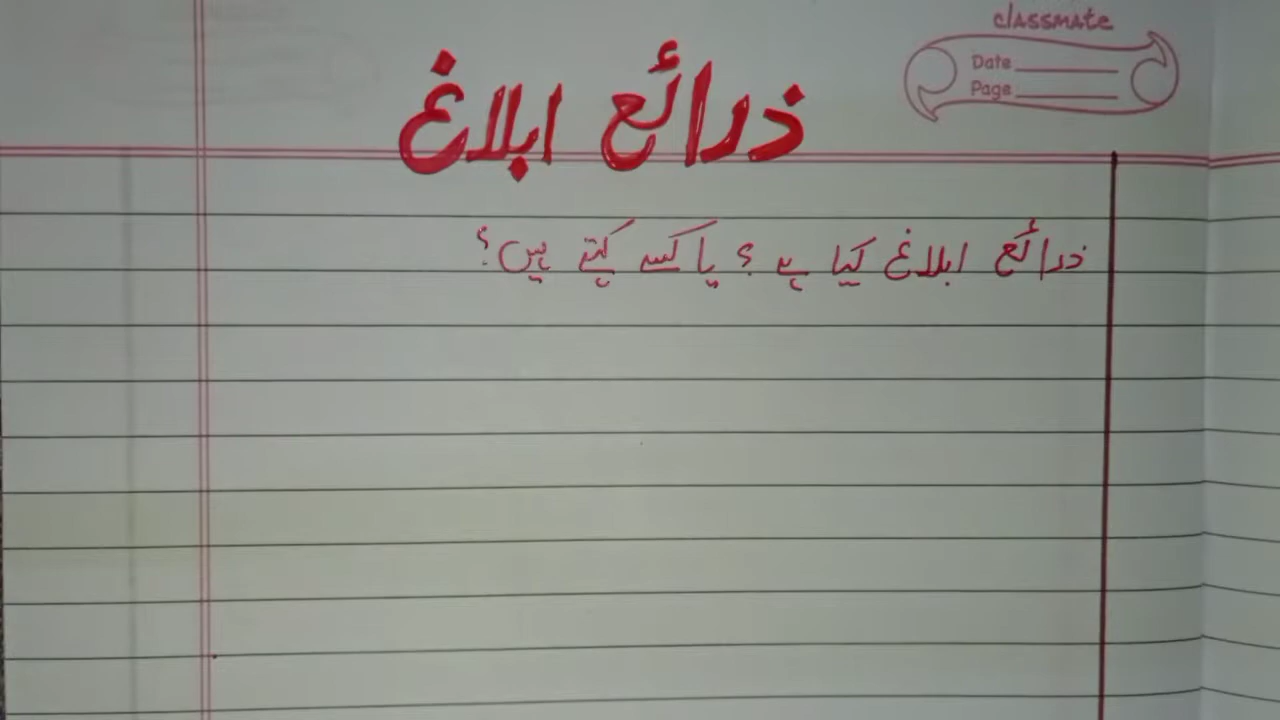 classmate
Date
Page
ذرائع ابلاغ
ذرائع ابلاغ کیا ہے ؟ یا کسے کہتے ہیں ؟